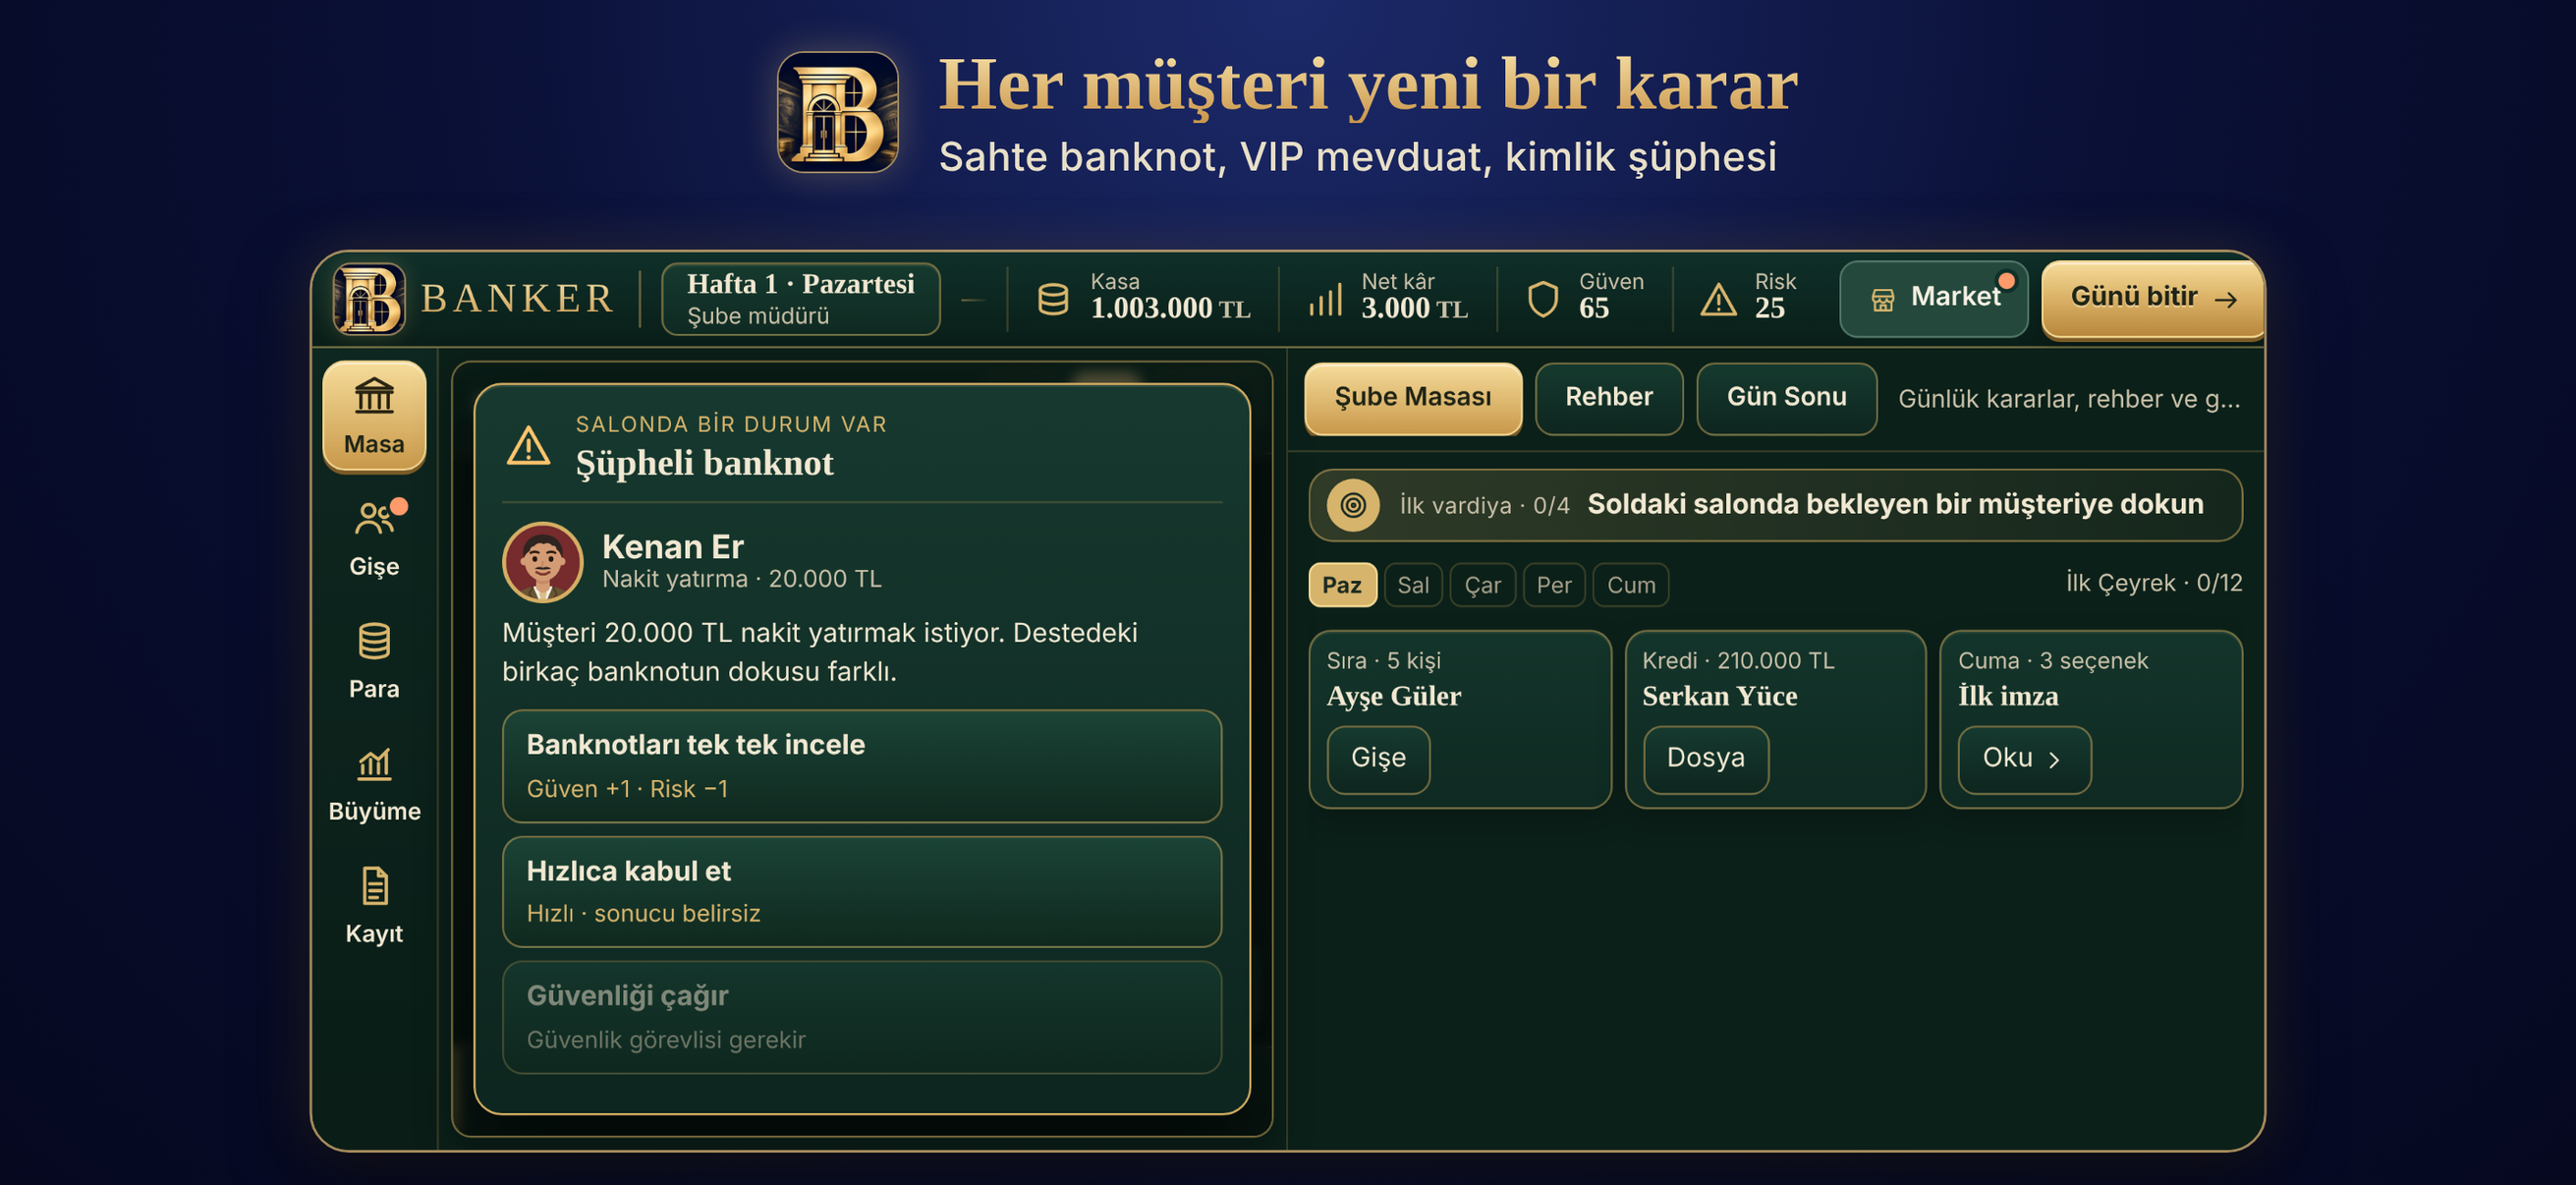 Her müşteri yeni bir karar
Sahte banknot, VIP mevduat, kimlik şüphesi
BANKER
Hafta 1 · Pazartesi
Şube müdürü
Kasa
1.003.000 TL
Net kâr
3.000 TL
Güven
65
Risk
25
Market
Günü bitir →
Masa
Gişe
Para
Büyüme
Kayıt
SALONDA BİR DURUM VAR
Şüpheli banknot
Kenan Er
Nakit yatırma · 20.000 TL
Müşteri 20.000 TL nakit yatırmak istiyor. Destedeki
birkaç banknotun dokusu farklı.
Banknotları tek tek incele
Güven +1 · Risk −1
Hızlıca kabul et
Hızlı · sonucu belirsiz
Güvenliği çağır
Güvenlik görevlisi gerekir
Şube Masası
Rehber
Gün Sonu
Günlük kararlar, rehber ve g...
İlk vardiya · 0/4 Soldaki salonda bekleyen bir müşteriye dokun
Paz
Sal
Çar
Per
Cum
İlk Çeyrek · 0/12
Sıra · 5 kişi
Ayşe Güler
Gişe
Kredi · 210.000 TL
Serkan Yüce
Dosya
Cuma · 3 seçenek
İlk imza
Oku >